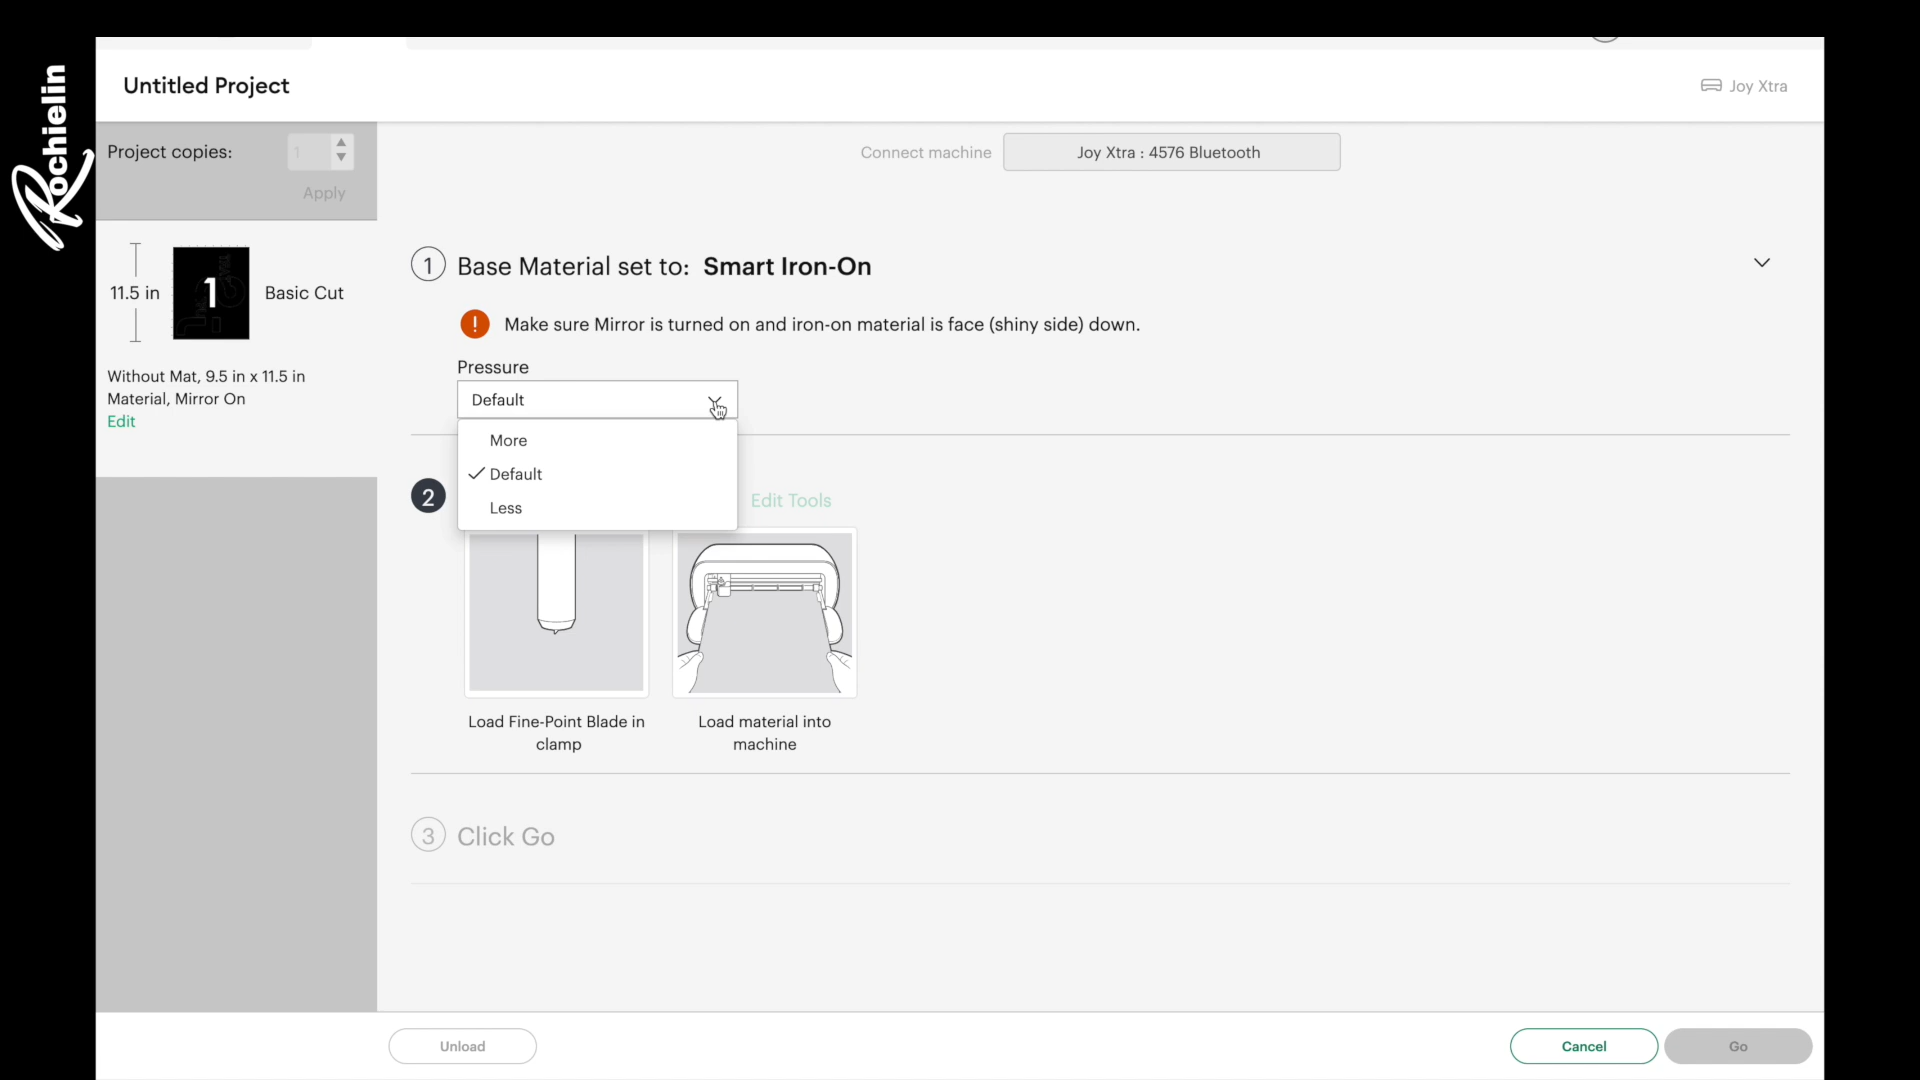 Rochielin
Untitled Project
Joy Xtra
Project copies:
1
Apply
Connect machine
Joy Xtra : 4576 Bluetooth
11.5 in
1
Basic Cut
Without Mat, 9.5 in x 11.5 in
Material, Mirror On
Edit
1
Base Material set to: Smart Iron-On
! Make sure Mirror is turned on and iron-on material is face (shiny side) down.
Pressure
Default
More
Default
Less
2
Edit Tools
Load Fine-Point Blade in
clamp
Load material into
machine
3
Click Go
Unload
Cancel
Go